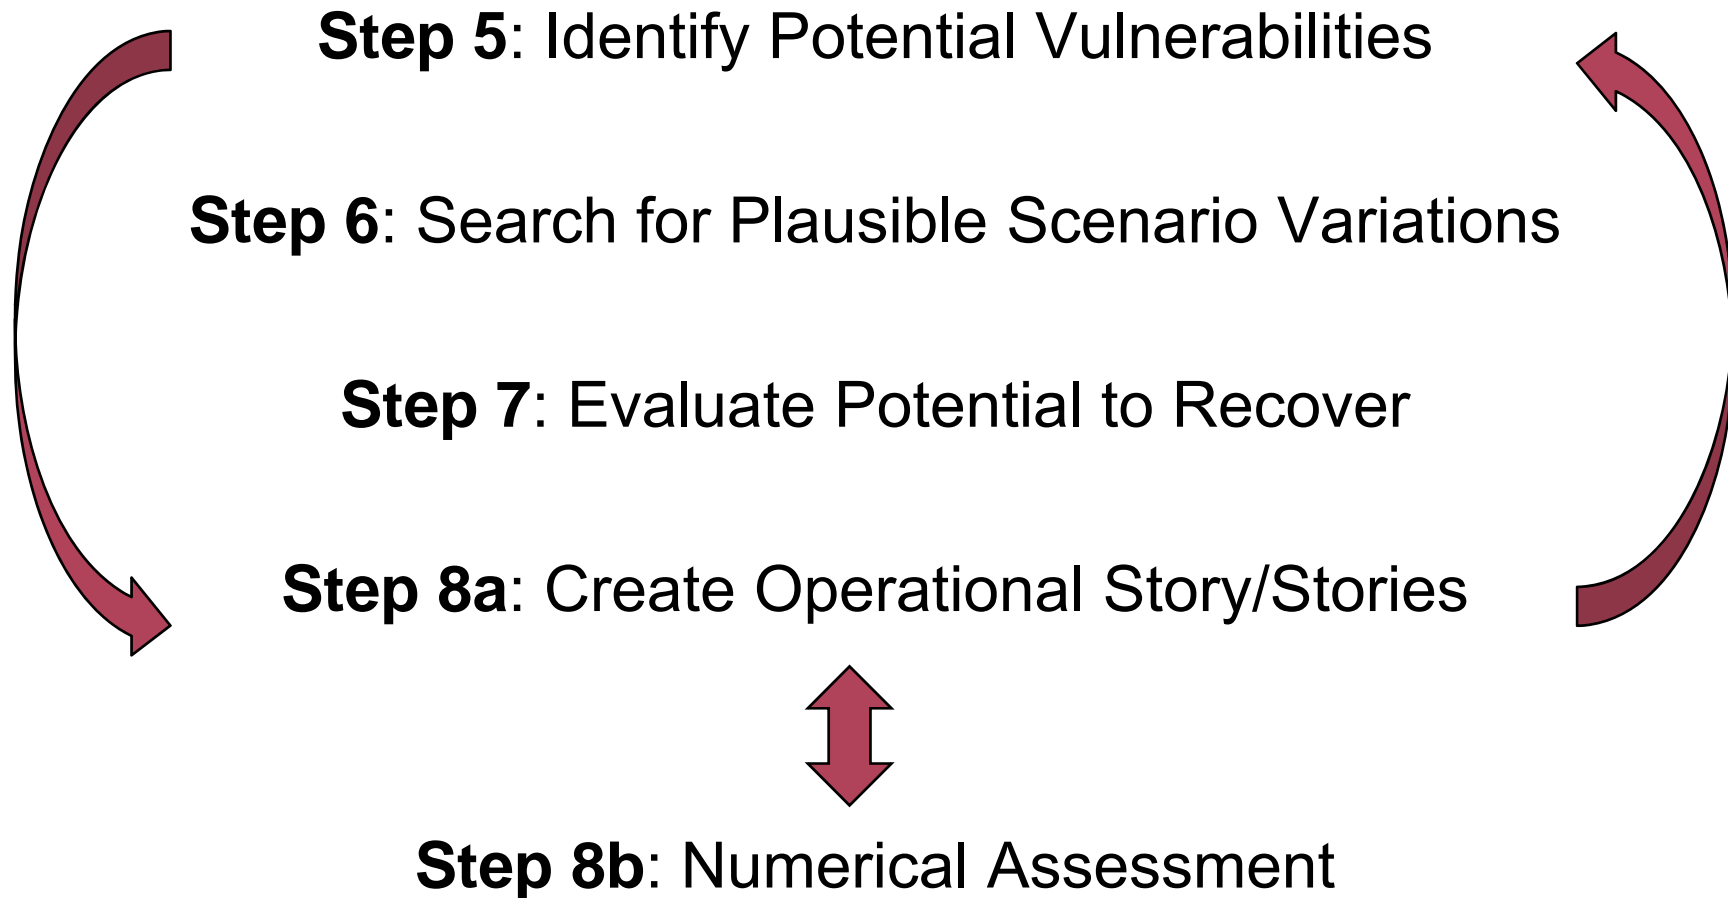 Step 5: Identify Potential Vulnerabilities
Step 6: Search for Plausible Scenario Variations
Step 7: Evaluate Potential to Recover
Step 8a: Create Operational Story/Stories
Step 8b: Numerical Assessment